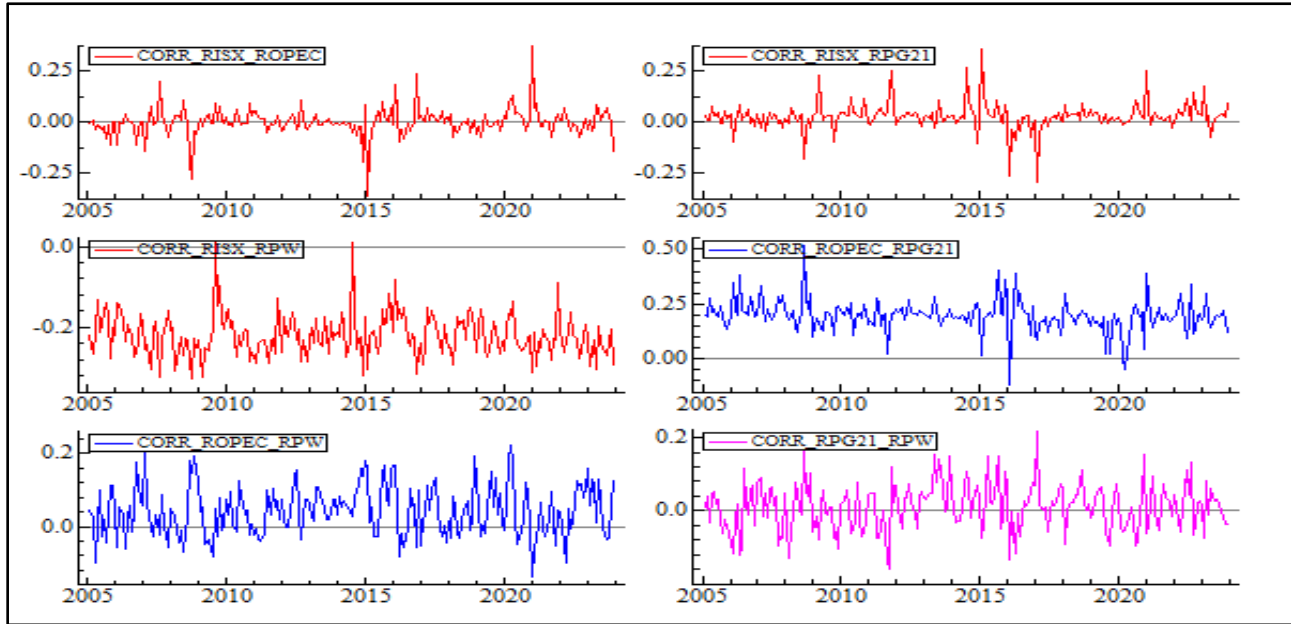 CORR_RISX_ROPEC
0.25
0.00
-0.25
2005 2010 2015 2020
CORR_RISX_RPG21
0.25
0.00
-0.25
2005 2010 2015 2020
CORR_RISX_RPW
0.0
-0.2
2005 2010 2015 2020
CORR_ROPEC_RPG21
0.50
0.25
0.00
2005 2010 2015 2020
CORR_ROPEC_RPW
0.2
0.0
2005 2010 2015 2020
CORR_RPG21_RPW
0.2
0.0
2005 2010 2015 2020